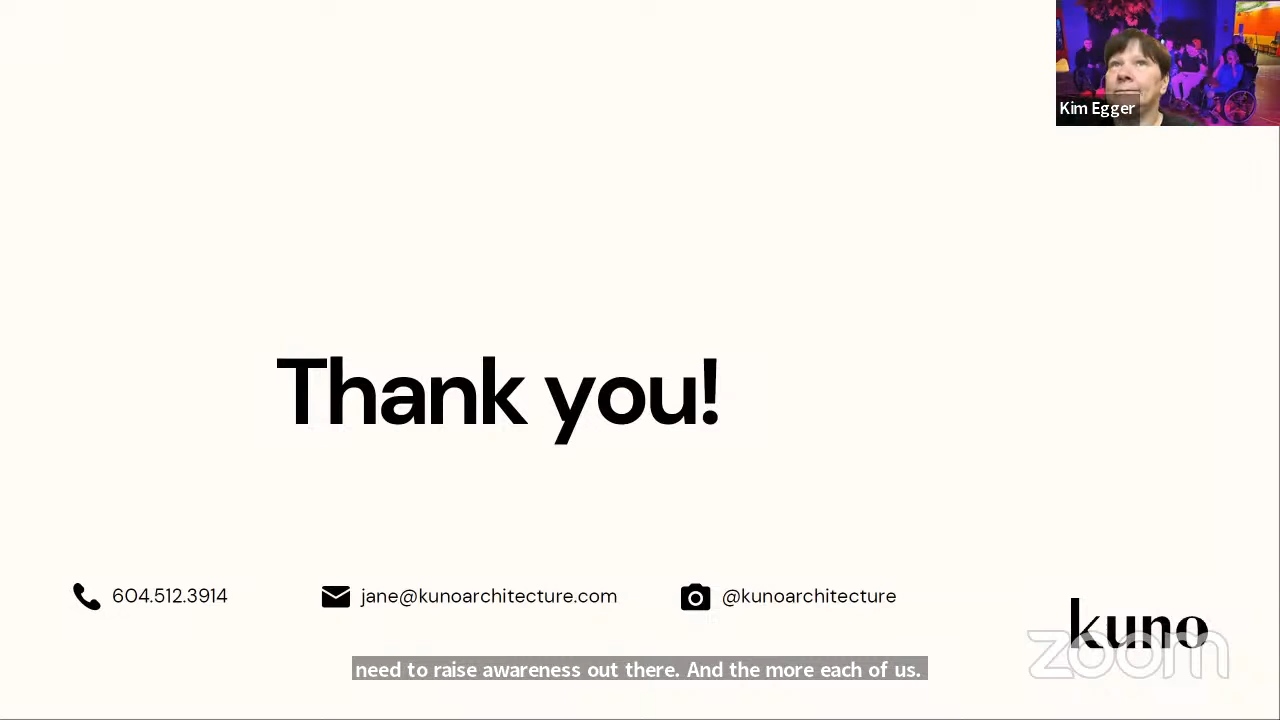 Kim Egger
Thank you!
604.512.3914
jane@kunoarchitecture.com
@kunoarchitecture
kuno
zoom
need to raise awareness out there. And the more each of us.